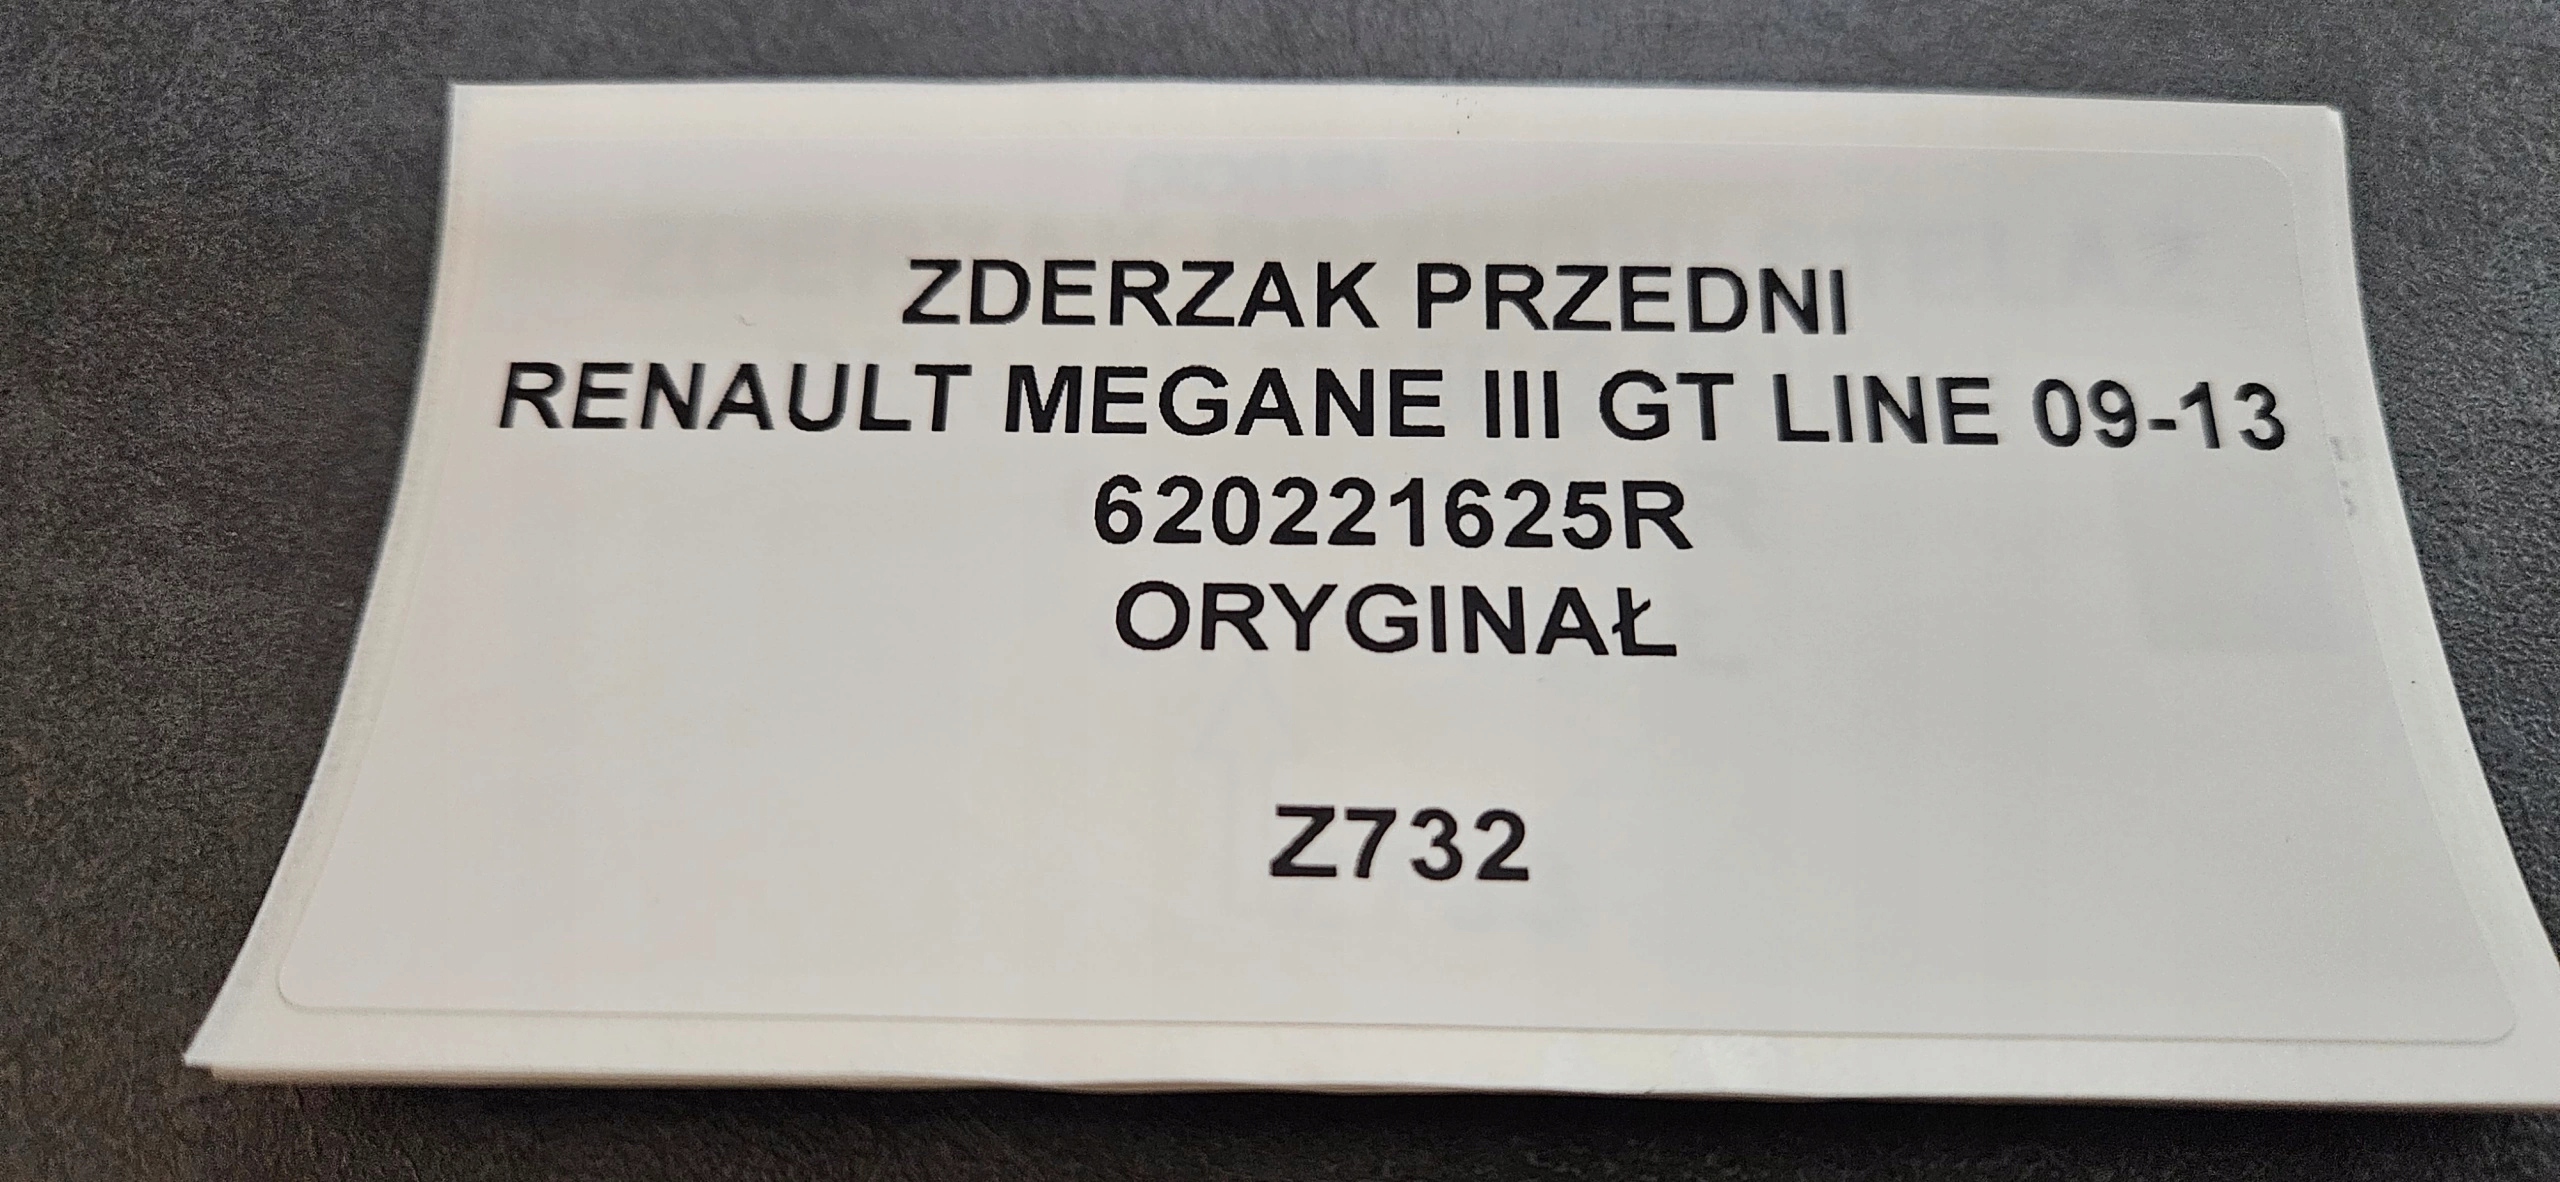 ZDERZAK PRZEDNI
RENAULT MEGANE III GT LINE 09-13
620221625R
ORYGINAŁ
Z732